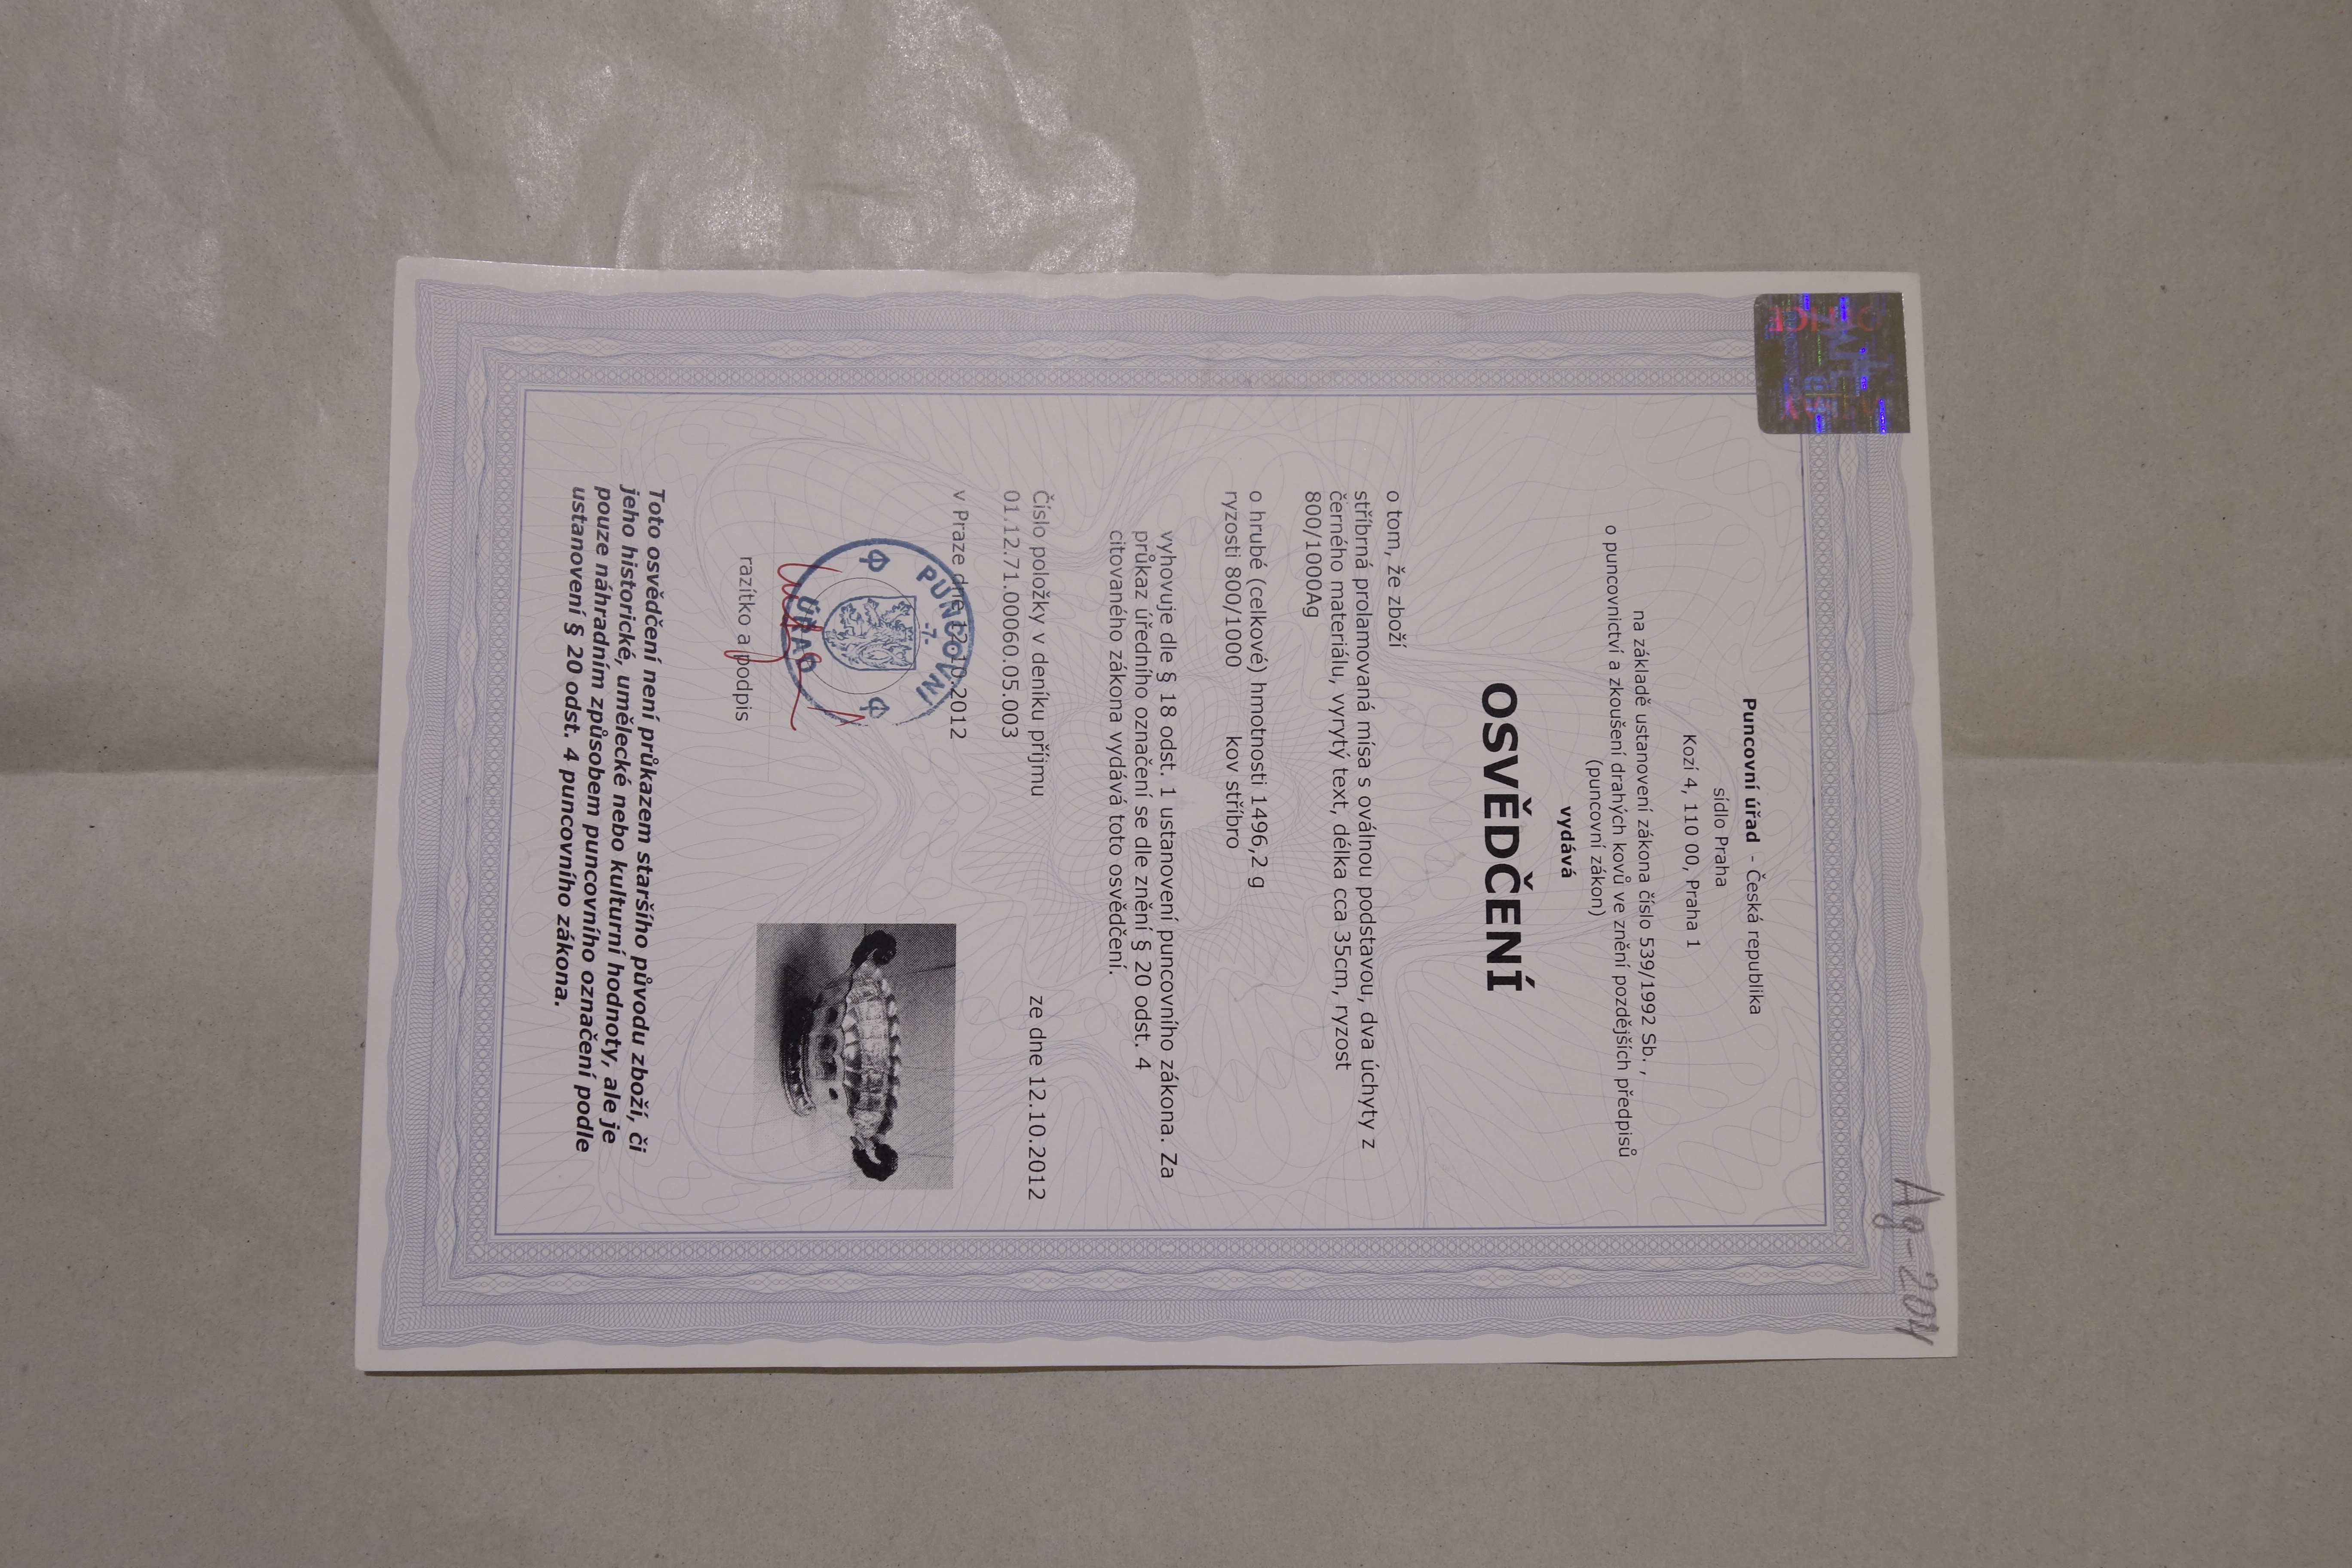 Ag-204
Puncovní úřad - Česká republika
sídlo Praha
Kozí 4, 110 00, Praha 1
na základě ustanovení zákona číslo 539/1992 Sb. ,
o puncovnictví a zkoušení drahých kovů ve znění pozdějších předpisů
(puncovní zákon)
vydává
OSVĚDČENÍ
o tom, že zboží
stříbrná prolamovaná mísa s oválnou podstavou, dva úchyty z
černého materiálu, vyrytý text, délka cca 35cm, ryzost
800/1000Ag
o hrubé (celkové) hmotnosti 1496,2 g
ryzosti 800/1000 kov stříbro
vyhovuje dle § 18 odst. 1 ustanovení puncovního zákona. Za
průkaz úředního označení se dle znění § 20 odst. 4
citovaného zákona vydává toto osvědčení.
Číslo položky v deníku příjmu ze dne 12.10.2012
01.12.71.00060.05.003
v Praze dne 12.10.2012
PUNCOVNÍ
-7-
ÚŘAD
razítko a podpis
Toto osvědčení není průkazem staršího původu zboží, či
jeho historické, umělecké nebo kulturní hodnoty, ale je
pouze náhradním způsobem puncovního označení podle
ustanovení § 20 odst. 4 puncovního zákona.